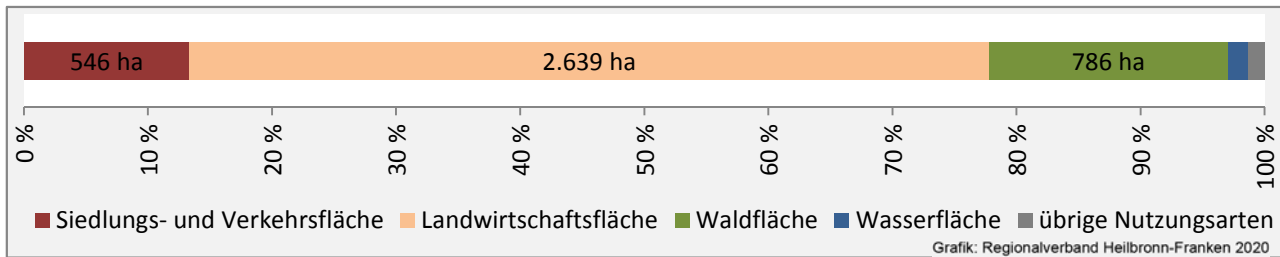 546 ha 2.639 ha 786 ha
0 % 10 % 20 % 30 % 40 % 50 % 60 % 70 % 80 % 90 % 100 %
Siedlungs- und Verkehrsfläche Landwirtschaftsfläche Waldfläche Wasserfläche übrige Nutzungsarten
Grafik: Regionalverband Heilbronn-Franken 2020